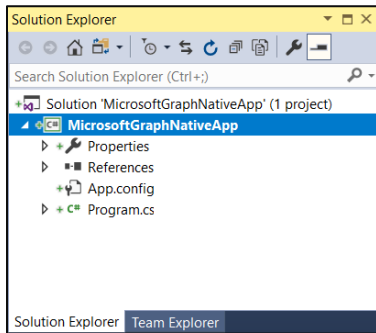 Solution Explorer
Search Solution Explorer (Ctrl+;)
Solution 'MicrosoftGraphNativeApp' (1 project)
C# MicrosoftGraphNativeApp
Properties
References
App.config
C# Program.cs
Solution Explorer Team Explorer